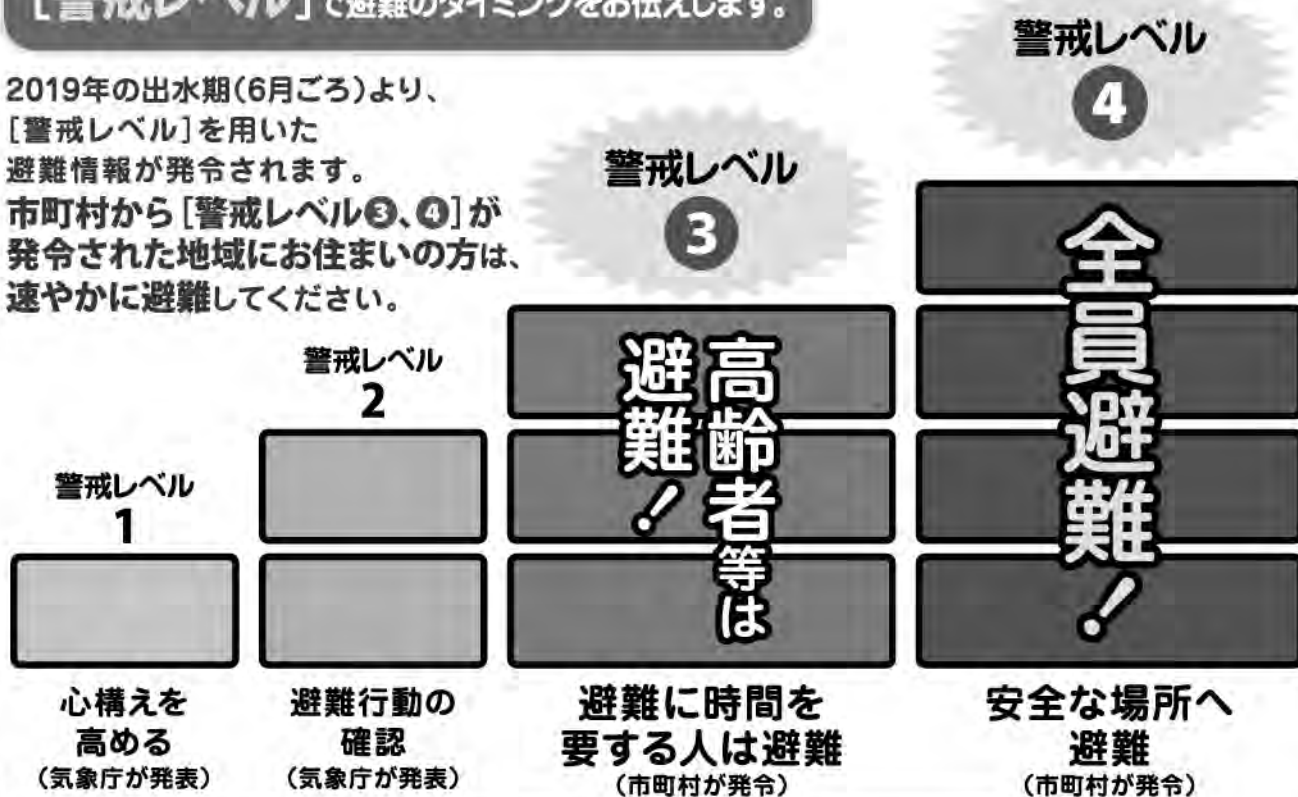 [警戒レベル]で避難のタイミングをお伝えします。
2019年の出水期(6月ごろ)より、
[警戒レベル]を用いた
避難情報が発令されます。
市町村から[警戒レベル❸、❹]が
発令された地域にお住まいの方は、
速やかに避難してください。
警戒レベル
1
心構えを
高める
(気象庁が発表)
警戒レベル
2
避難行動の
確認
(気象庁が発表)
警戒レベル
❸
高齢者等は
避難!
避難に時間を
要する人は避難
(市町村が発令)
警戒レベル
❹
全員避難!
安全な場所へ
避難
(市町村が発令)